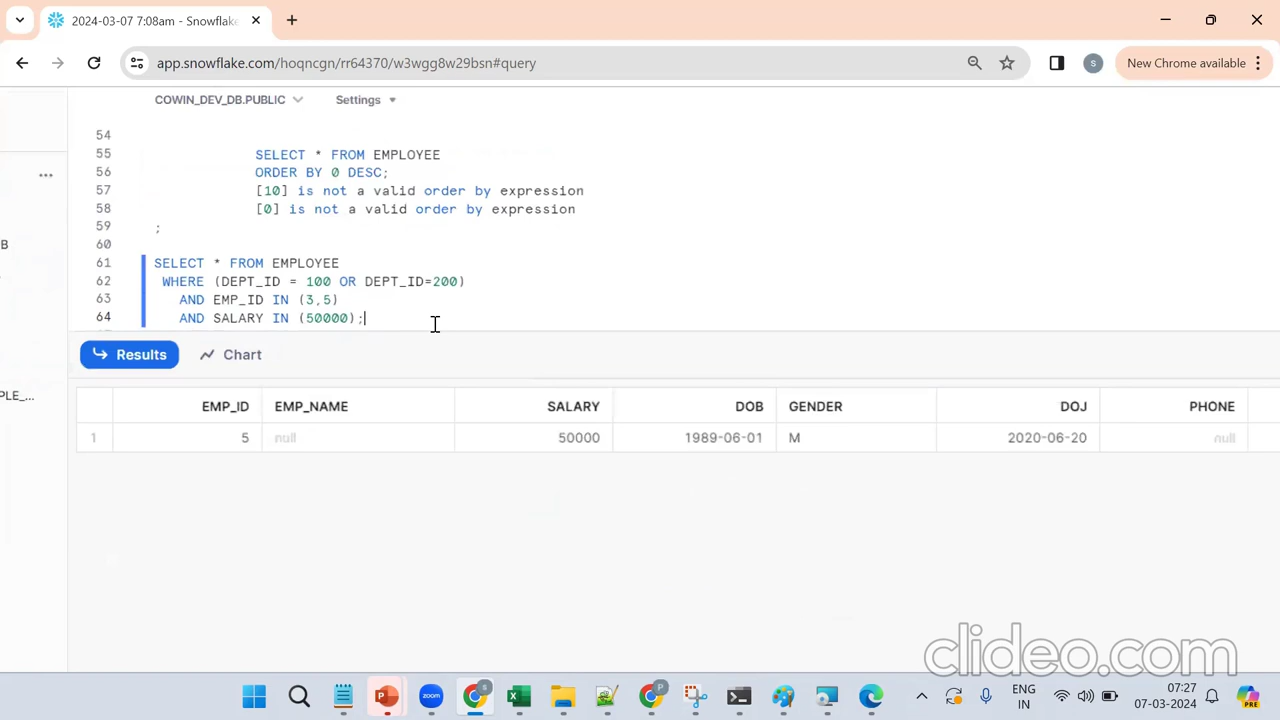 2024-03-07 7:08am - Snowflake
app.snowflake.com/hoqncgn/rr64370/w3wgg8w29bsn#query
S
New Chrome available
COWIN_DEV_DB.PUBLIC
Settings
54
55 SELECT * FROM EMPLOYEE
56 ORDER BY 0 DESC;
57 [10] is not a valid order by expression
58 [0] is not a valid order by expression
59 ;
60
61 SELECT * FROM EMPLOYEE
62 WHERE (DEPT_ID = 100 OR DEPT_ID=200)
63 AND EMP_ID IN (3,5)
64 AND SALARY IN (50000);
B
PLE_...
Results
Chart
EMP_ID EMP_NAME SALARY DOB GENDER DOJ PHONE
1 5 null 50000 1989-06-01 M 2020-06-20 null
clideo.com
zoom
ENG
IN
07:27
07-03-2024
PRE